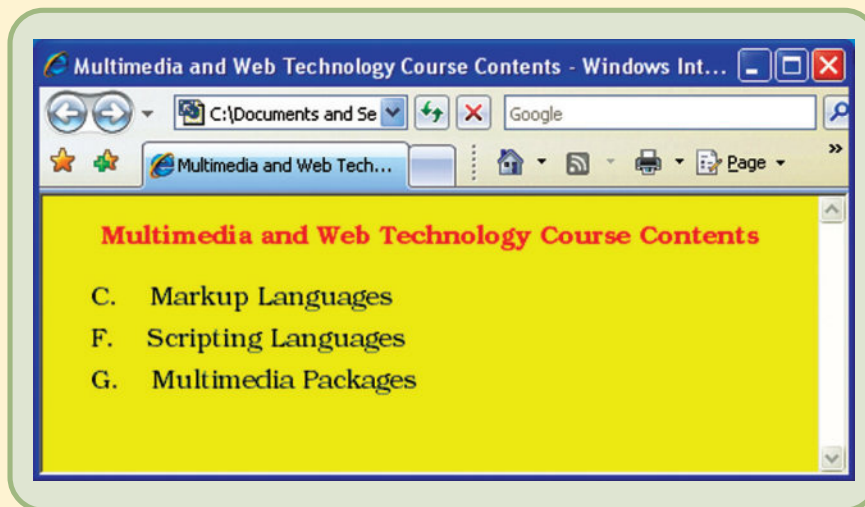 Multimedia and Web Technology Course Contents - Windows Int...
C:\Documents and Se
Google
Multimedia and Web Tech...
Page
Multimedia and Web Technology Course Contents
C. Markup Languages
F. Scripting Languages
G. Multimedia Packages